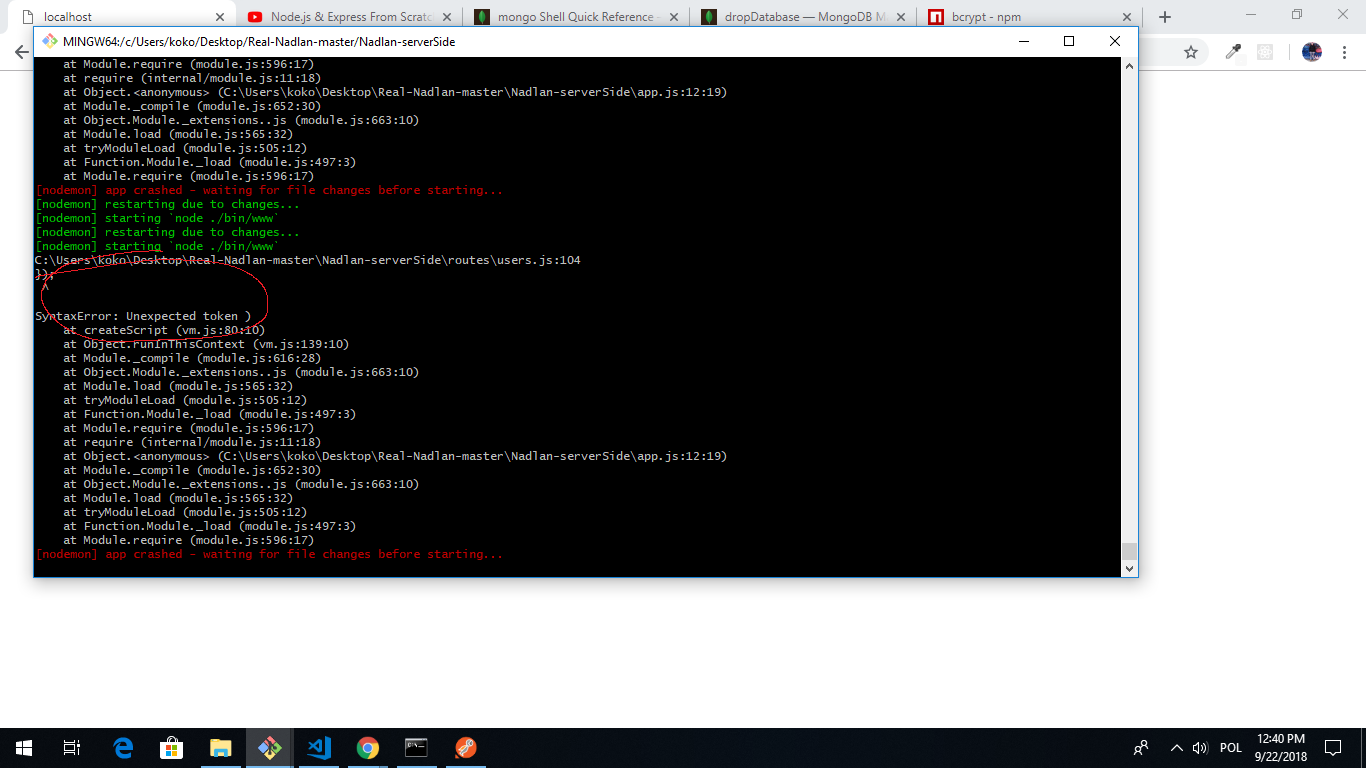 localhost
Node.js & Express From Scratc
mongo Shell Quick Reference -
dropDatabase — MongoDB M
bcrypt - npm
MINGW64:/c/Users/koko/Desktop/Real-Nadlan-master/Nadlan-serverSide
at Module.require (module.js:596:17)
at require (internal/module.js:11:18)
at Object.<anonymous> (C:\Users\koko\Desktop\Real-Nadlan-master\Nadlan-serverSide\app.js:12:19)
at Module._compile (module.js:652:30)
at Object.Module._extensions..js (module.js:663:10)
at Module.load (module.js:565:32)
at tryModuleLoad (module.js:505:12)
at Function.Module._load (module.js:497:3)
at Module.require (module.js:596:17)
[nodemon] app crashed - waiting for file changes before starting...
[nodemon] restarting due to changes...
[nodemon] starting `node ./bin/www`
[nodemon] restarting due to changes...
[nodemon] starting `node ./bin/www`
C:\Users\koko\Desktop\Real-Nadlan-master\Nadlan-serverSide\routes\users.js:104
});
^
SyntaxError: Unexpected token )
at createScript (vm.js:80:10)
at Object.runInThisContext (vm.js:139:10)
at Module._compile (module.js:616:28)
at Object.Module._extensions..js (module.js:663:10)
at Module.load (module.js:565:32)
at tryModuleLoad (module.js:505:12)
at Function.Module._load (module.js:497:3)
at Module.require (module.js:596:17)
at require (internal/module.js:11:18)
at Object.<anonymous> (C:\Users\koko\Desktop\Real-Nadlan-master\Nadlan-serverSide\app.js:12:19)
at Module._compile (module.js:652:30)
at Object.Module._extensions..js (module.js:663:10)
at Module.load (module.js:565:32)
at tryModuleLoad (module.js:505:12)
at Function.Module._load (module.js:497:3)
at Module.require (module.js:596:17)
[nodemon] app crashed - waiting for file changes before starting...
POL
12:40 PM
9/22/2018